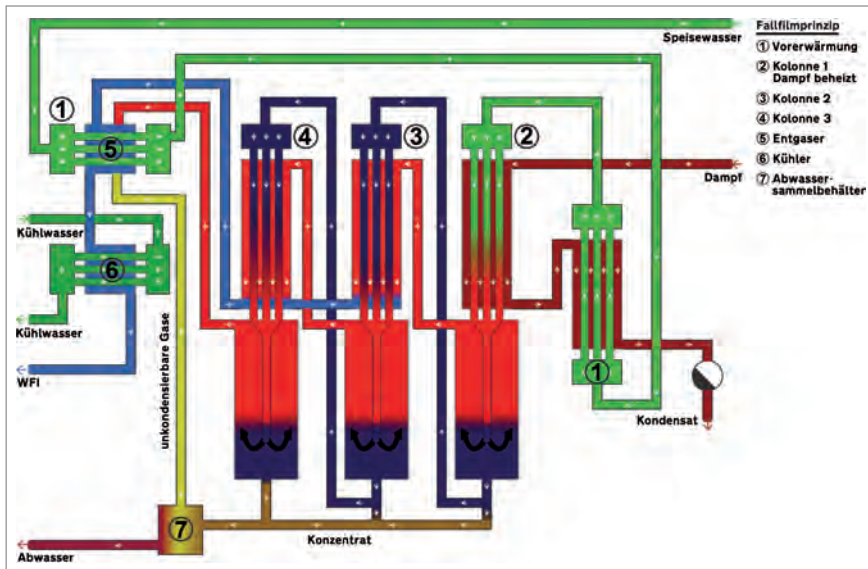 Speisewasser
Fallfilmprinzip
① Vorerwärmung
② Kolonne 1
Dampf beheizt
③ Kolonne 2
④ Kolonne 3
⑤ Entgaser
⑥ Kühler
⑦ Abwasser-
sammelbehälter
①
⑤
④
③
②
Dampf
Kühlwasser
⑥
Kühlwasser
WFI
unkondensierbare Gase
①
Kondensat
⑦
Konzentrat
Abwasser